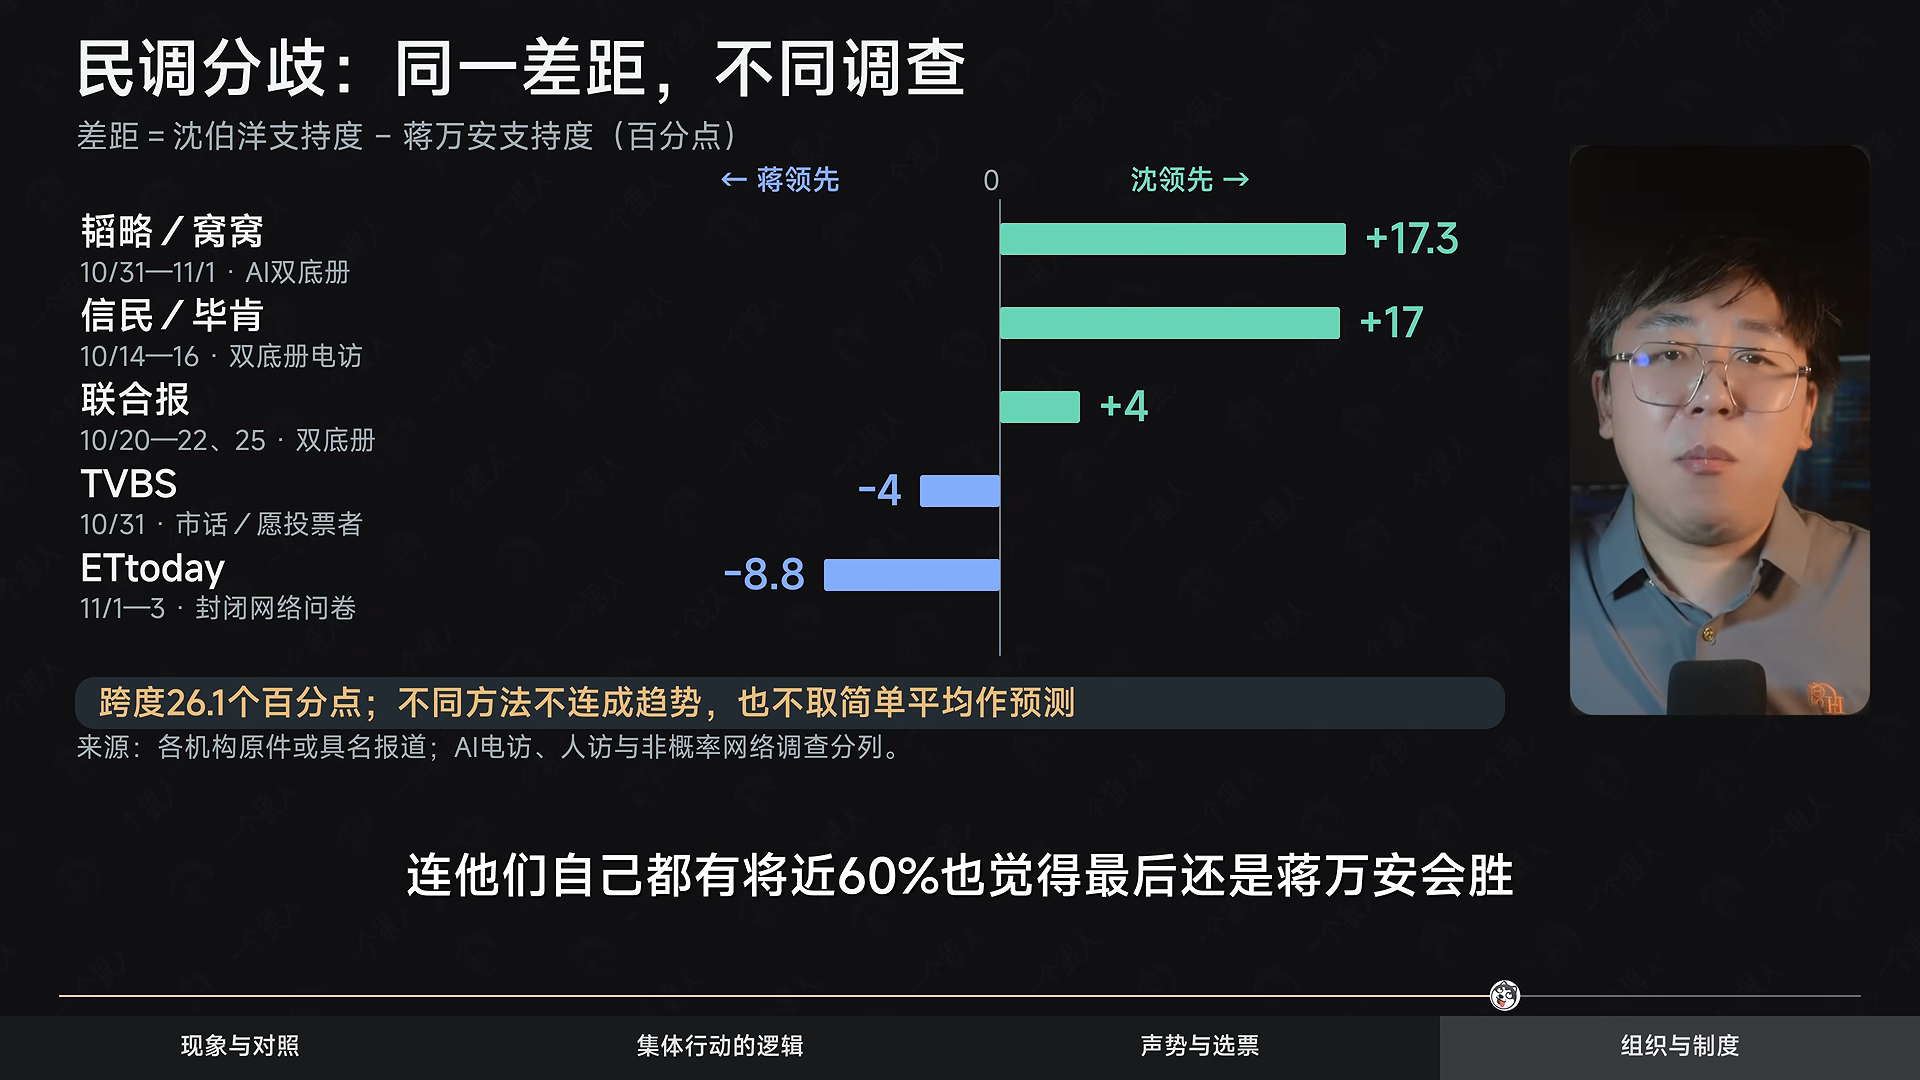 民调分歧：同一差距，不同调查
差距 = 沈伯洋支持度 − 蒋万安支持度（百分点）
← 蒋领先
0
沈领先 →
韬略／窝窝
10/31—11/1 · AI双底册
+17.3
信民／毕肯
10/14—16 · 双底册电访
+17
联合报
10/20—22、25 · 双底册
+4
TVBS
10/31 · 市话／愿投票者
−4
ETtoday
11/1—3 · 封闭网络问卷
−8.8
跨度26.1个百分点；不同方法不连成趋势，也不取简单平均作预测
来源：各机构原件或具名报道；AI电访、人访与非概率网络调查分列。
连他们自己都有将近60%也觉得最后还是蒋万安会胜
现象与对照
集体行动的逻辑
声势与选票
组织与制度